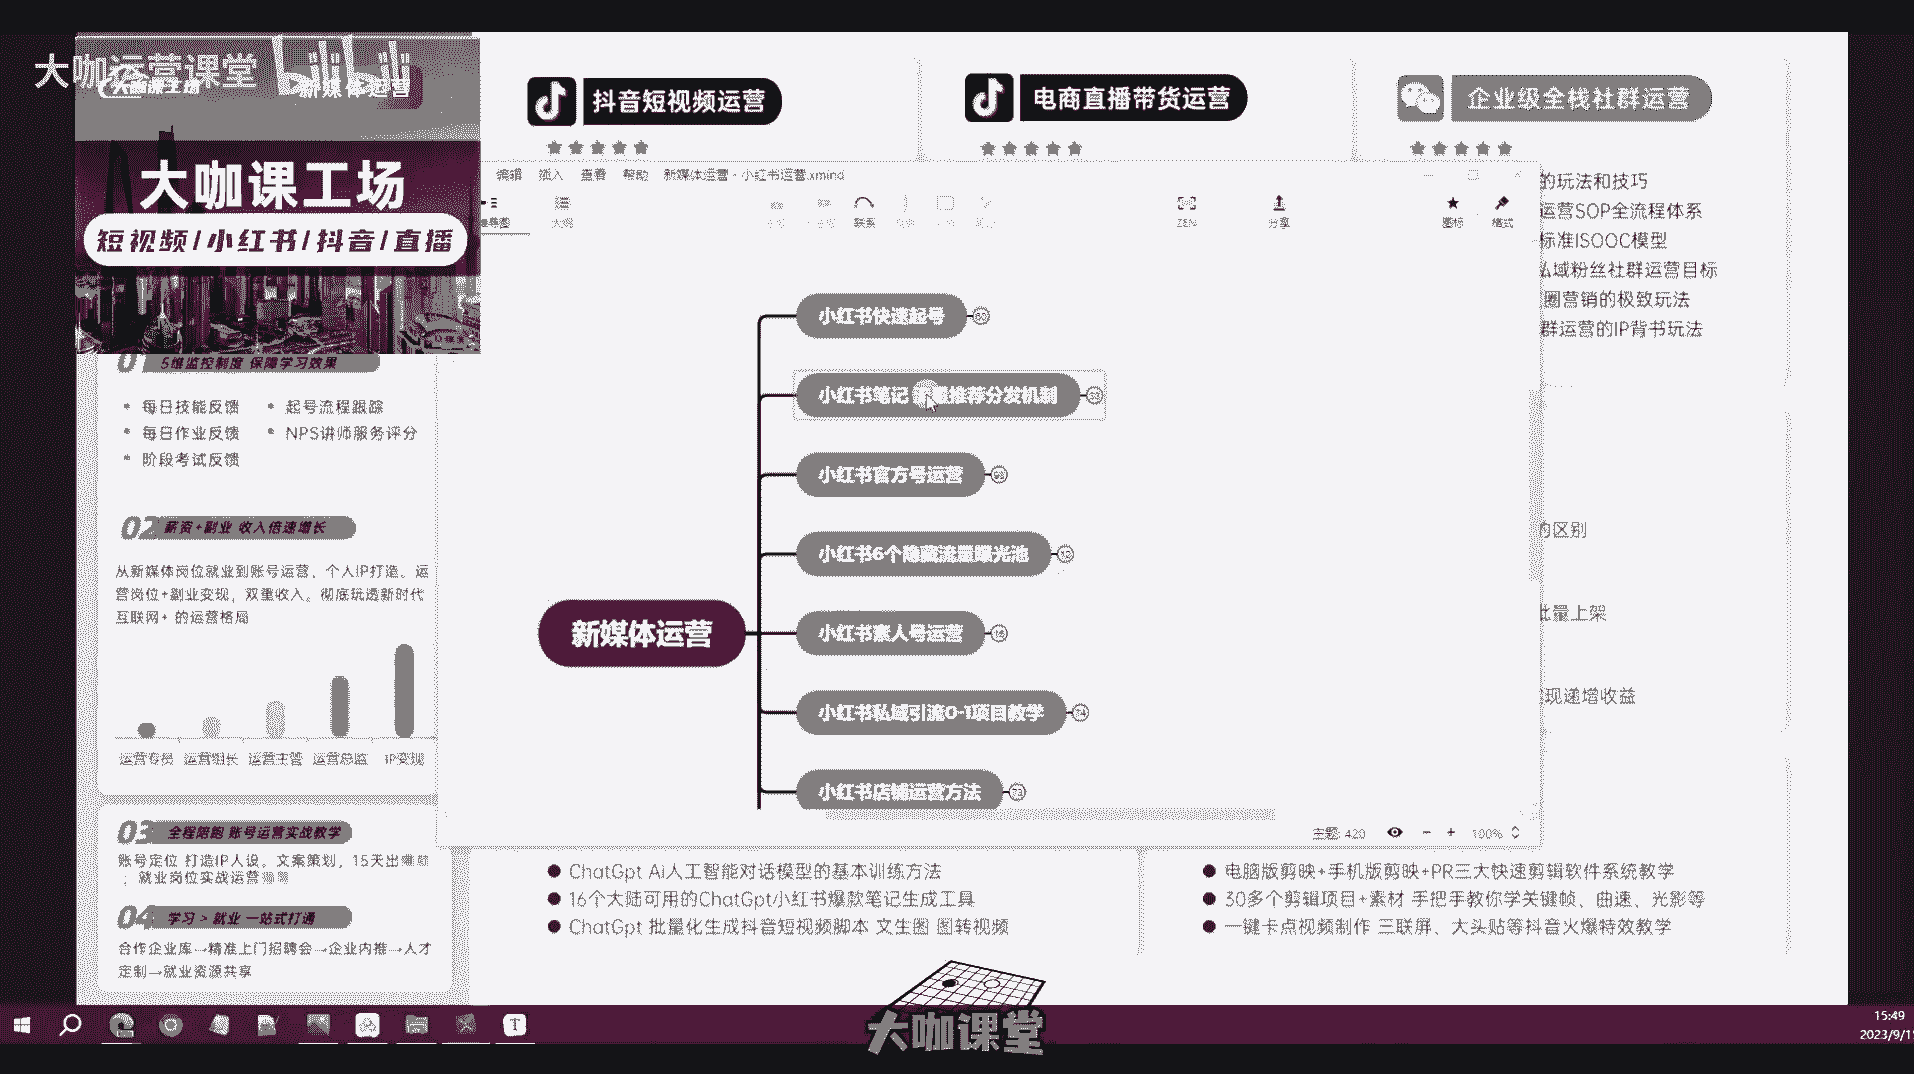 大咖运营课堂 bilibili
大咖课工场
新媒体运营
大咖课工场
短视频/小红书/抖音/直播
抖音短视频运营
电商直播带货运营
企业级全栈社群运营
编辑 插入 查看 帮助 新媒体运营 - 小红书运营.xmind
大纲
联系
ZEN
分享
图标
格式
小红书快速起号
小红书笔记
推荐分发机制
小红书官方号运营
小红书6个隐藏流量曝光池
新媒体运营
小红书素人号运营
小红书私域引流0-1项目教学
小红书店铺运营方法
主题: 420
100%
的玩法和技巧
运营SOP全流程体系
标准ISOOC模型
私域粉丝社群运营目标
圈营销的极致玩法
群运营的IP背书玩法
的区别
批量上架
现递增收益
01 5维监控制度 保障学习效果
• 每日技能反馈 • 起号流程跟踪
• 每日作业反馈 • NPS讲师服务评分
• 阶段考试反馈
02 薪资+副业 收入倍速增长
从新媒体岗位就业到账号运营、个人IP打造。运
营岗位+副业变现，双重收入。彻底玩透新时代
互联网+ 的运营格局
运营专员 运营组长 运营主管 运营总监 IP变现
03 全程陪跑 账号运营实战教学
账号定位 打造IP人设。文案策划，15天出
；就业岗位实战运营
04 学习 > 就业 一站式打通
合作企业库→精准上门招聘会→企业内推→人才
定制→就业资源共享
● ChatGpt Ai人工智能对话模型的基本训练方法
● 16个大陆可用的ChatGpt小红书爆款笔记生成工具
● ChatGpt 批量化生成抖音短视频脚本 文生图 图转视频
● 电脑版剪映+手机版剪映+PR三大快速剪辑软件系统教学
● 30多个剪辑项目+素材 手把手教你学关键帧、曲速、光影等
● 一键卡点视频制作 三联屏、大头贴等抖音火爆特效教学
大咖课堂
15:49
2023/9/1